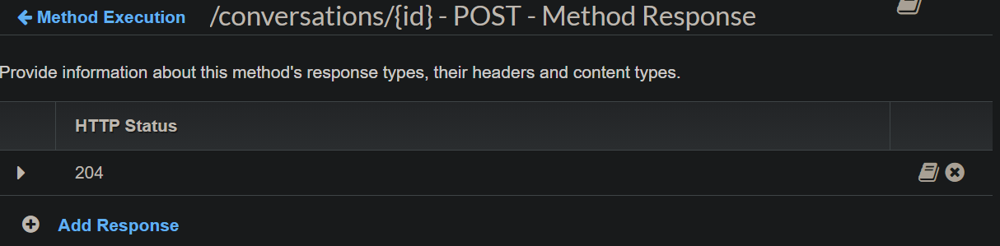 Method Execution /conversations/{id} - POST - Method Response
Provide information about this method's response types, their headers and content types.
HTTP Status
204
Add Response